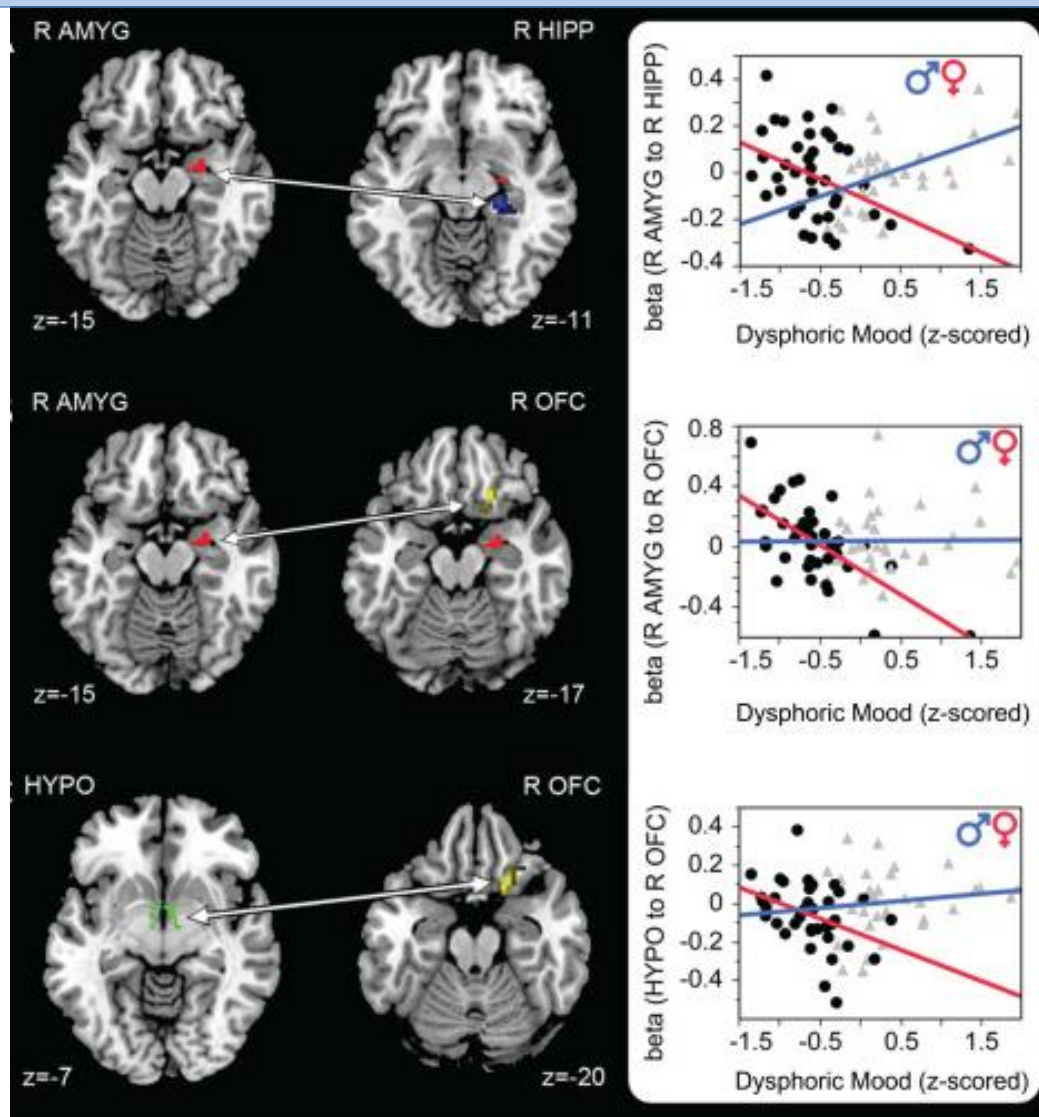 R AMYG
R HIPP
z=-15
z=-11
beta (R AMYG to R HIPP)
0.4
0.2
0
-0.2
-0.4
-1.5
-0.5
0.5
1.5
Dysphoric Mood (z-scored)
R AMYG
R OFC
z=-15
z=-17
beta (R AMYG to R OFC)
0.8
0.4
0
-0.4
-1.5
-0.5
0.5
1.5
Dysphoric Mood (z-scored)
HYPO
R OFC
z=-7
z=-20
beta (HYPO to R OFC)
0.4
0.2
0
-0.2
-0.4
-1.5
-0.5
0.5
1.5
Dysphoric Mood (z-scored)